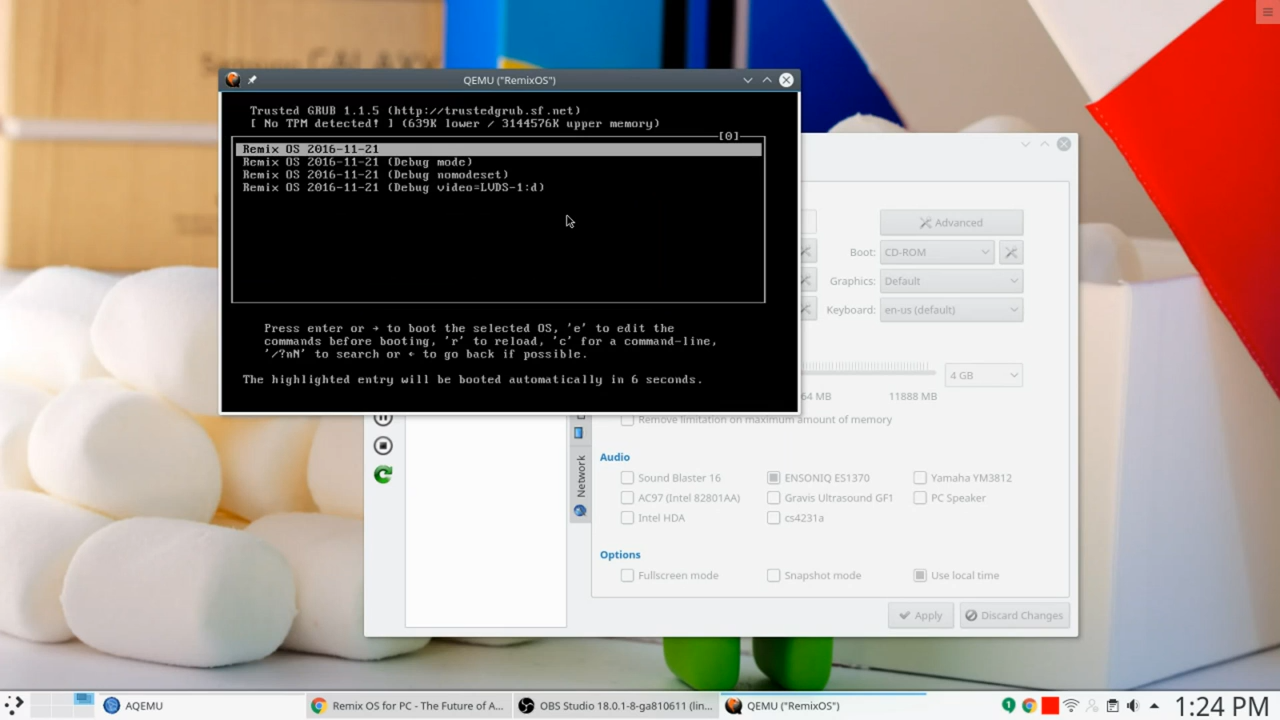 GALAXY
QEMU ("RemixOS")
Trusted GRUB 1.1.5 (http://trustedgrub.sf.net)
[ No TPM detected! ] (639K lower / 3144576K upper memory)
[0]
Remix OS 2016-11-21
Remix OS 2016-11-21 (Debug mode)
Remix OS 2016-11-21 (Debug nomodeset)
Remix OS 2016-11-21 (Debug video=LVDS-1:d)
Press enter or → to boot the selected OS, 'e' to edit the
commands before booting, 'r' to reload, 'c' for a command-line,
'/?nN' to search or ← to go back if possible.
The highlighted entry will be booted automatically in 6 seconds.
Advanced
Boot: CD-ROM
Graphics: Default
Keyboard: en-us (default)
4 GB
64 MB 11888 MB
Remove limitation on maximum amount of memory
Network
Audio
Sound Blaster 16 ENSONIQ ES1370 Yamaha YM3812
AC97 (Intel 82801AA) Gravis Ultrasound GF1 PC Speaker
Intel HDA cs4231a
Options
Fullscreen mode Snapshot mode Use local time
Apply Discard Changes
AQEMU Remix OS for PC - The Future of A... OBS Studio 18.0.1-8-ga810611 (lin... QEMU ("RemixOS") 1:24 PM